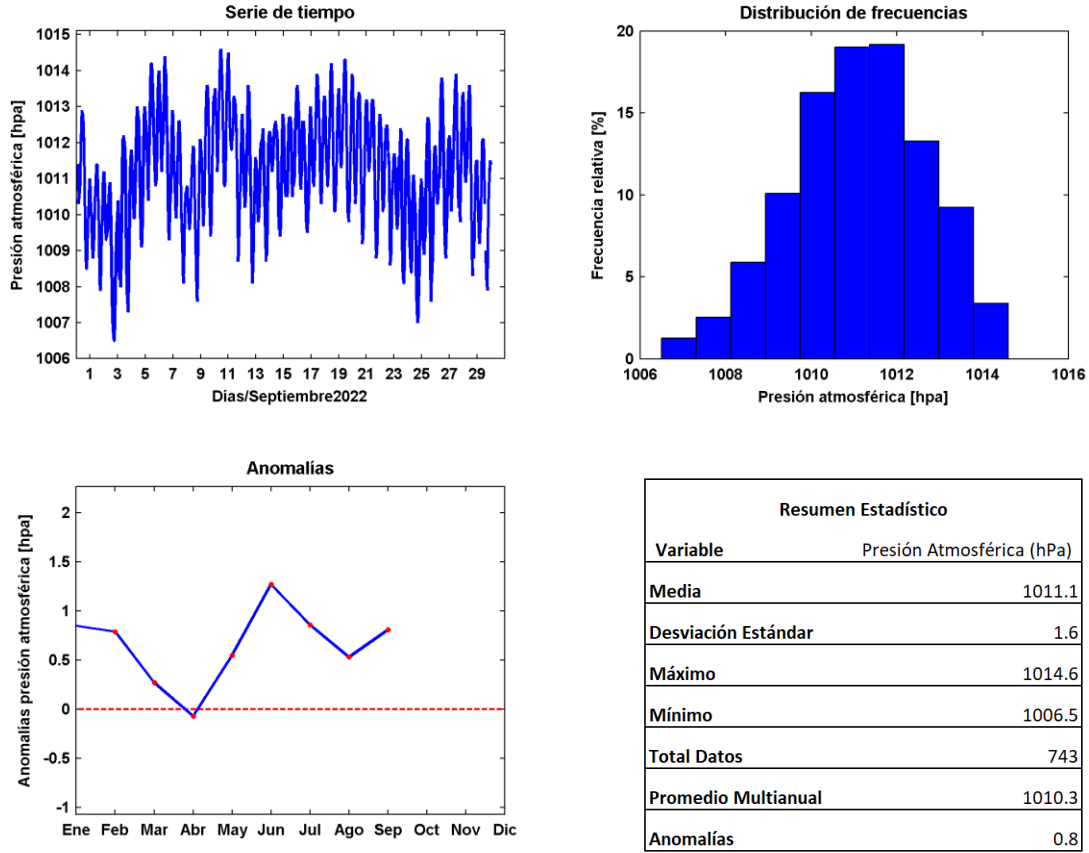 Serie de tiempo
Presión atmosférica [hpa]
1015
1014
1013
1012
1011
1010
1009
1008
1007
1006
1 3 5 7 9 11 13 15 17 19 21 23 25 27 29
Días/Septiembre2022
Distribución de frecuencias
Frecuencia relativa [%]
20
15
10
5
0
1006 1008 1010 1012 1014 1016
Presión atmosférica [hpa]
Anomalías
Anomalias presión atmosférica [hpa]
2
1.5
1
0.5
0
-0.5
-1
Ene Feb Mar Abr May Jun Jul Ago Sep Oct Nov Dic
Resumen Estadístico
Variable Presión Atmosférica (hPa)
Media 1011.1
Desviación Estándar 1.6
Máximo 1014.6
Mínimo 1006.5
Total Datos 743
Promedio Multianual 1010.3
Anomalías 0.8